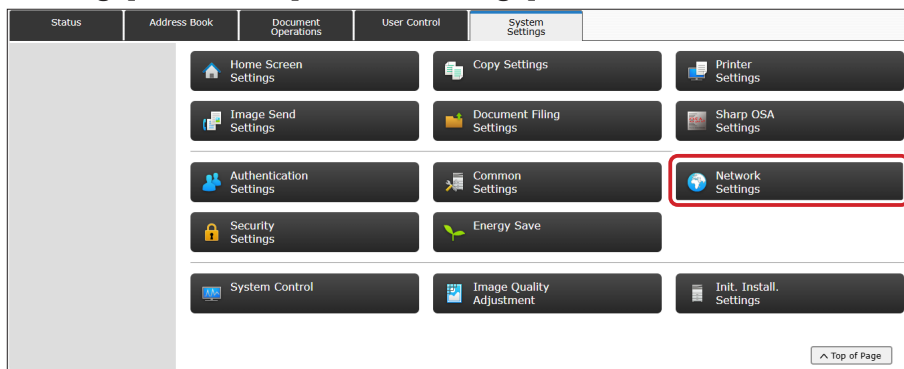 Status
Address Book
Document
Operations
User Control
System
Settings
Home Screen
Settings
Copy Settings
Printer
Settings
Image Send
Settings
Document Filing
Settings
Sharp OSA
Settings
Authentication
Settings
Common
Settings
Network
Settings
Security
Settings
Energy Save
System Control
Image Quality
Adjustment
Init. Install.
Settings
Top of Page